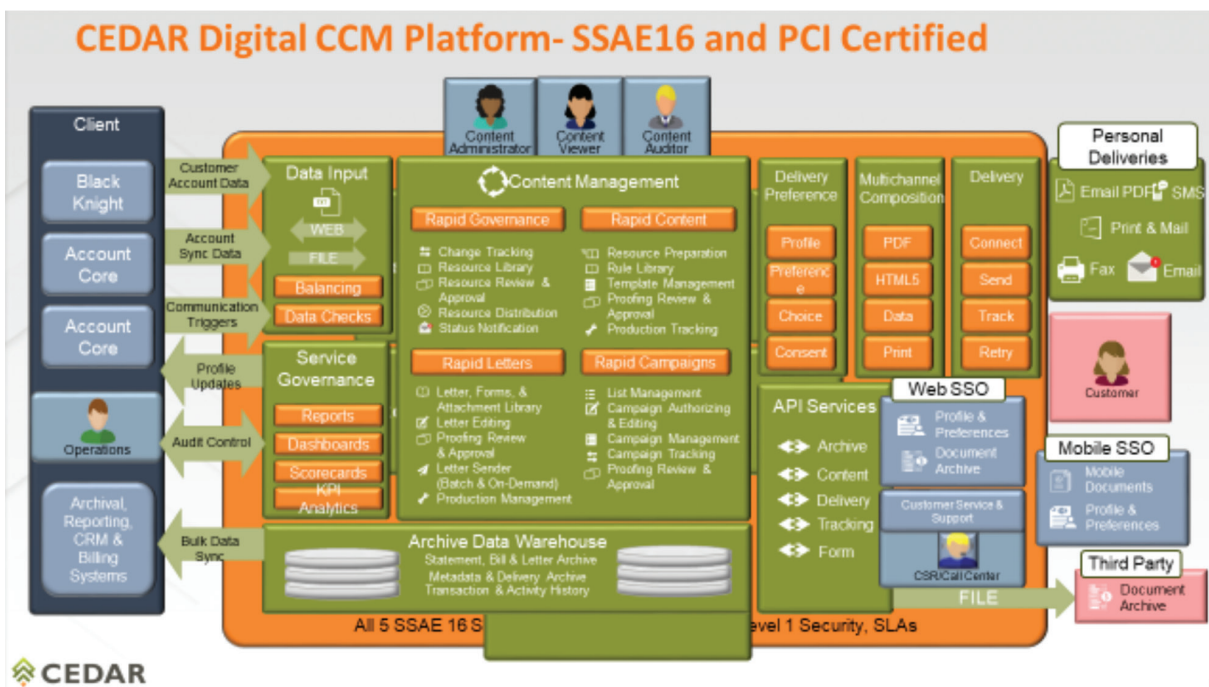 CEDAR Digital CCM Platform- SSAE16 and PCI Certified
Client
Black
Knight
Account
Core
Account
Core
Operations
Archival,
Reporting,
CRM &
Billing
Systems
Customer
Account Data
Account
Sync Data
Communication
Triggers
Profile
Updates
Audit Control
Bulk Data
Sync
Content
Administrator
Content
Viewer
Content
Auditor
Data Input
WEB
FILE
Balancing
Data Checks
Service
Governance
Reports
Dashboards
Scorecards
KPI
Analytics
Content Management
Rapid Governance
Change Tracking
Resource Library
Resource Review &
Approval
Resource Distribution
Status Notification
Rapid Content
Resource Preparation
Rule Library
Template Management
Proofing Review &
Approval
Production Tracking
Rapid Letters
Letter, Forms, &
Attachment Library
Letter Editing
Proofing Review
& Approval
Letter Sender
(Batch & On-Demand)
Production Management
Rapid Campaigns
List Management
Campaign Authorizing
& Editing
Campaign Management
Campaign Tracking
Proofing Review &
Approval
Archive Data Warehouse
Statement, Bill & Letter Archive
Metadata & Delivery Archive
Transaction & Activity History
Delivery
Preference
Profile
Preferenc
e
Choice
Consent
Multichannel
Composition
PDF
HTML5
Data
Print
Delivery
Connect
Send
Track
Retry
API Services
Archive
Content
Delivery
Tracking
Form
Web SSO
Profile &
Preferences
Document
Archive
Customer Service &
Support
CSR/Call Center
FILE
Personal
Deliveries
Email PDF
SMS
Print & Mail
Fax
Email
Customer
Mobile SSO
Mobile
Documents
Profile &
Preferences
Third Party
Document
Archive
All 5 SSAE 16 S
evel 1 Security, SLAs
CEDAR